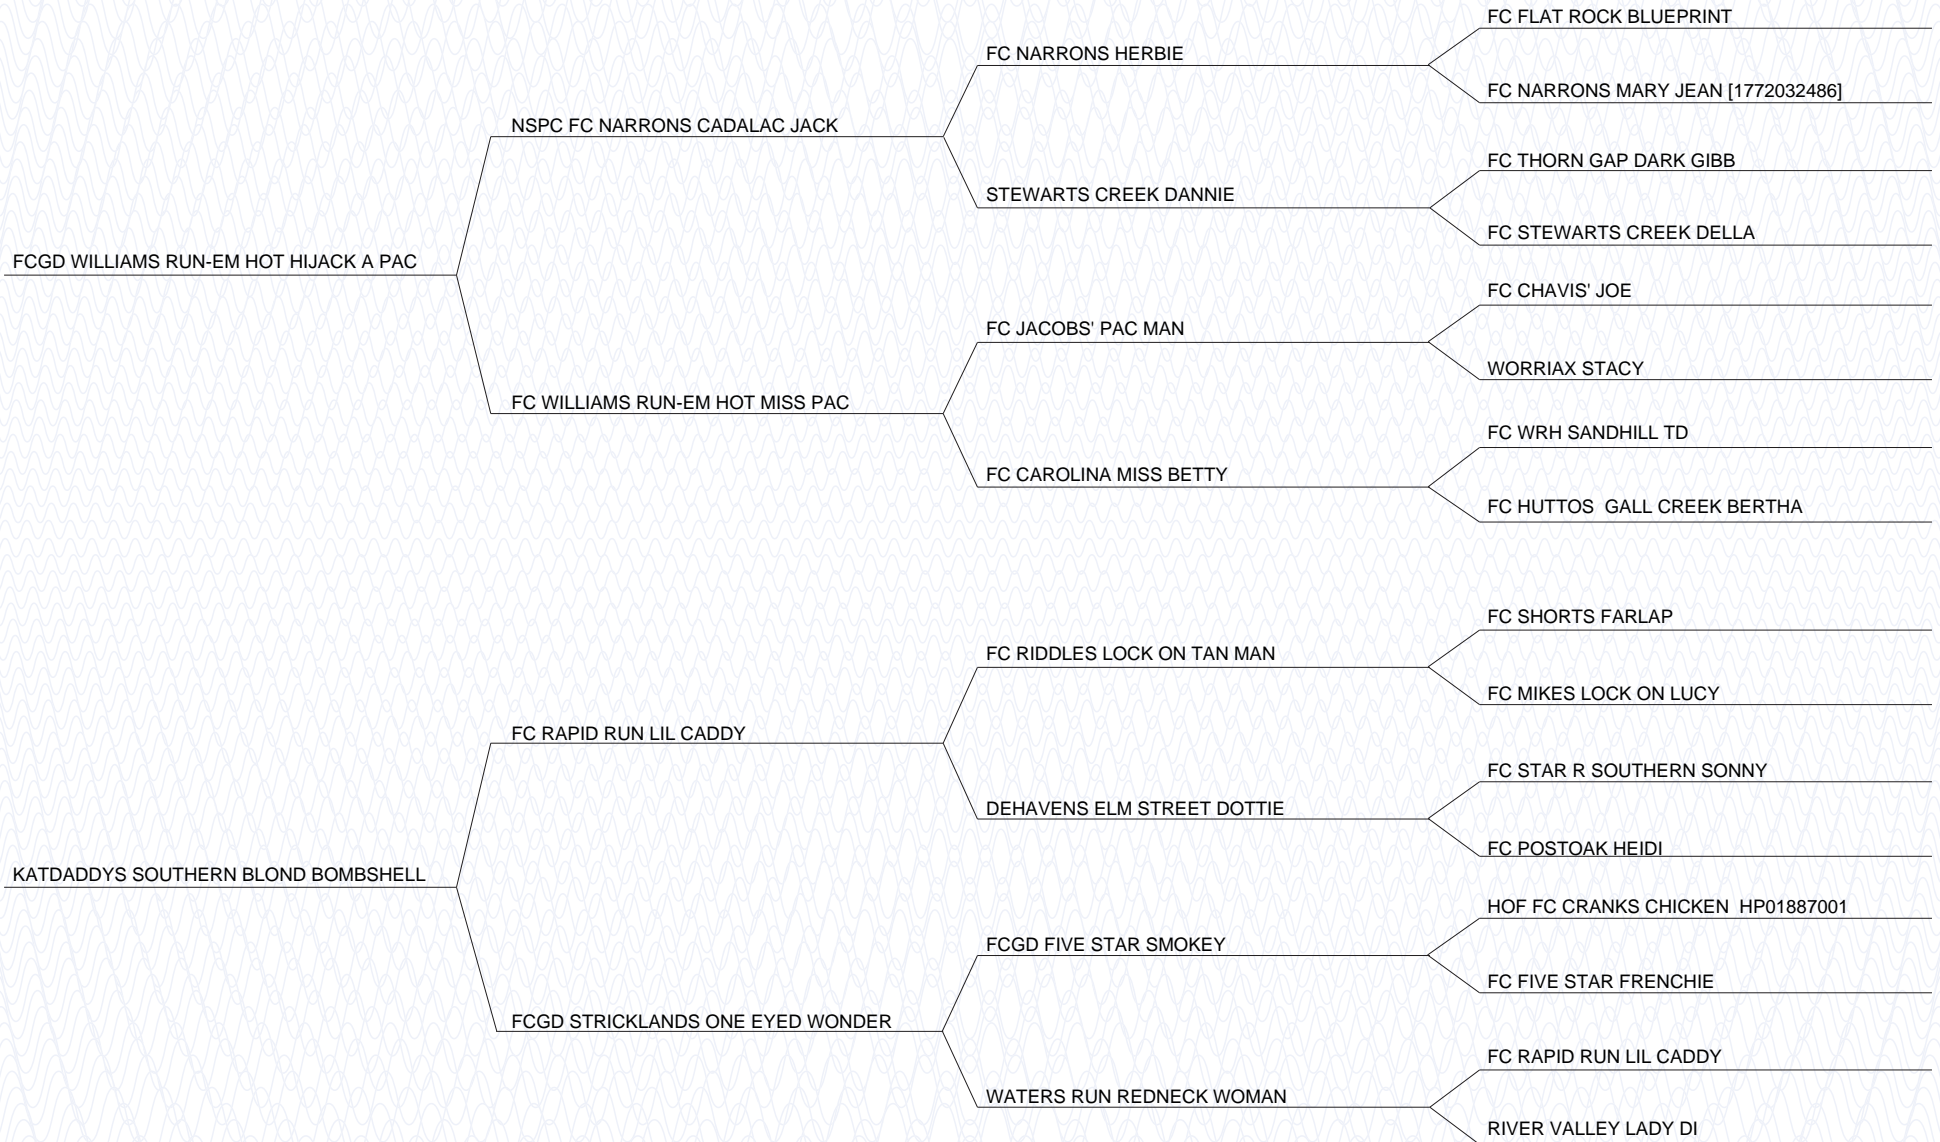 FC FLAT ROCK BLUEPRINT
FC NARRONS HERBIE
FC NARRONS MARY JEAN [1772032486]
NSPC FC NARRONS CADALAC JACK
FC THORN GAP DARK GIBB
STEWARTS CREEK DANNIE
FC STEWARTS CREEK DELLA
FCGD WILLIAMS RUN-EM HOT HIJACK A PAC
FC CHAVIS' JOE
FC JACOBS' PAC MAN
WORRIAX STACY
FC WILLIAMS RUN-EM HOT MISS PAC
FC WRH SANDHILL TD
FC CAROLINA MISS BETTY
FC HUTTOS  GALL CREEK BERTHA
FC SHORTS FARLAP
FC RIDDLES LOCK ON TAN MAN
FC MIKES LOCK ON LUCY
FC RAPID RUN LIL CADDY
FC STAR R SOUTHERN SONNY
DEHAVENS ELM STREET DOTTIE
FC POSTOAK HEIDI
KATDADDYS SOUTHERN BLOND BOMBSHELL
HOF FC CRANKS CHICKEN  HP01887001
FCGD FIVE STAR SMOKEY
FC FIVE STAR FRENCHIE
FCGD STRICKLANDS ONE EYED WONDER
FC RAPID RUN LIL CADDY
WATERS RUN REDNECK WOMAN
RIVER VALLEY LADY DI